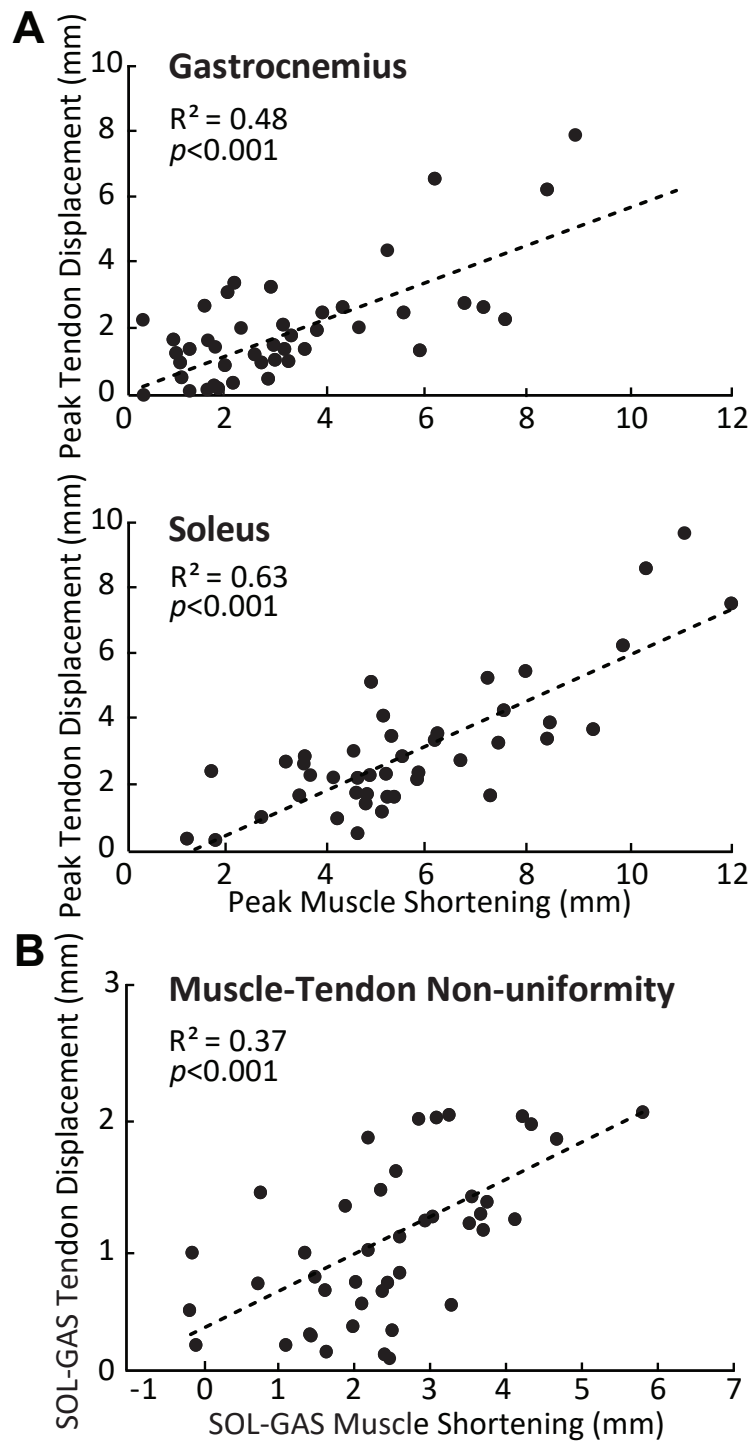 A
Peak Tendon Displacement (mm)
Gastrocnemius
R² = 0.48
p<0.001
10
8
6
4
2
0
0 2 4 6 8 10 12
Peak Tendon Displacement (mm)
Soleus
R² = 0.63
p<0.001
10
8
6
4
2
0
0 2 4 6 8 10 12
Peak Muscle Shortening (mm)
B
SOL-GAS Tendon Displacement (mm)
Muscle-Tendon Non-uniformity
R² = 0.37
p<0.001
3
2
1
0
-1 0 1 2 3 4 5 6 7
SOL-GAS Muscle Shortening (mm)